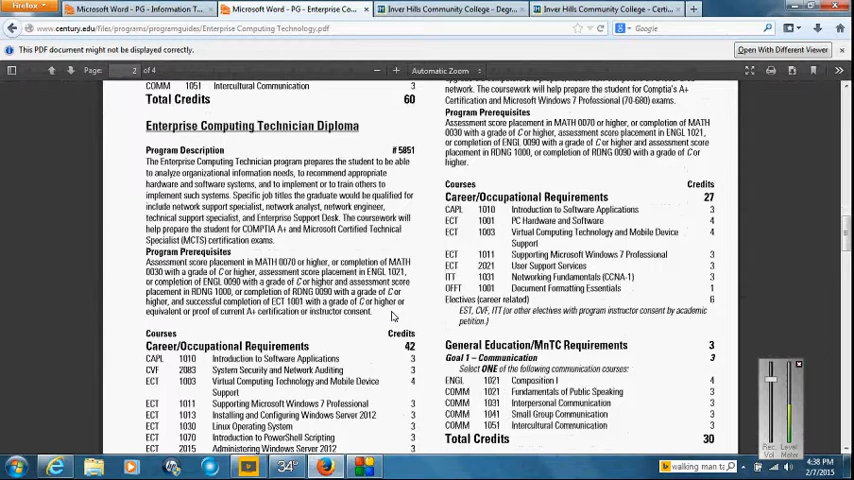 Firefox
Microsoft Word - PG - Information T...
Microsoft Word - PG - Enterprise Co...
Inver Hills Community College - Degr...
Inver Hills Community College - Certi...
www.century.edu/files/programs/programguides/Enterprise Computing Technology.pdf
Google
This PDF document might not be displayed correctly.
Open With Different Viewer
Page: 2 of 4
Automatic Zoom
COMM 1051 Intercultural Communication 3
Total Credits 60
Enterprise Computing Technician Diploma
Program Description #5851
The Enterprise Computing Technician program prepares the student to be able
to analyze organizational information needs, to recommend appropriate
hardware and software systems, and to implement or to train others to
implement such systems. Specific job titles the graduate would be qualified for
include network support specialist, network analyst, network engineer,
technical support specialist, and Enterprise Support Desk. The coursework will
help prepare the student for COMPTIA A+ and Microsoft Certified Technical
Specialist (MCTS) certification exams.
Program Prerequisites
Assessment score placement in MATH 0070 or higher, or completion of MATH
0030 with a grade of C or higher, assessment score placement in ENGL 1021,
or completion of ENGL 0090 with a grade of C or higher and assessment score
placement in RDNG 1000, or completion of RDNG 0090 with a grade of C or
higher, and successful completion of ECT 1001 with a grade of C or higher or
equivalent or proof of current A+ certification or instructor consent.
Courses Credits
Career/Occupational Requirements 42
CAPL 1010 Introduction to Software Applications 3
CVF 2083 System Security and Network Auditing 3
ECT 1003 Virtual Computing Technology and Mobile Device 4
Support
ECT 1011 Supporting Microsoft Windows 7 Professional 3
ECT 1013 Installing and Configuring Windows Server 2012 3
ECT 1030 Linux Operating System 3
ECT 1070 Introduction to PowerShell Scripting 3
ECT 2015 Administering Windows Server 2012 3
network. The coursework will help prepare the student for Comptia's A+
Certification and Microsoft Windows 7 Professional (70-680) exams.
Program Prerequisites
Assessment score placement in MATH 0070 or higher, or completion of MATH
0030 with a grade of C or higher, assessment score placement in ENGL 1021,
or completion of ENGL 0090 with a grade of C or higher and assessment score
placement in RDNG 1000, or completion of RDNG 0090 with a grade of C or
higher.
Courses Credits
Career/Occupational Requirements 27
CAPL 1010 Introduction to Software Applications 3
ECT 1001 PC Hardware and Software 4
ECT 1003 Virtual Computing Technology and Mobile Device 4
Support
ECT 1011 Supporting Microsoft Windows 7 Professional 3
ECT 2021 User Support Services 3
ITT 1031 Networking Fundamentals (CCNA-1) 3
OFFT 1001 Document Formatting Essentials 1
Electives (career related) 6
EST, CVF, ITT (or other electives with program instructor consent by academic
petition.)
General Education/MnTC Requirements 3
Goal 1 – Communication 3
Select ONE of the following communication courses:
ENGL 1021 Composition I 4
COMM 1021 Fundamentals of Public Speaking 3
COMM 1031 Interpersonal Communication 3
COMM 1041 Small Group Communication 3
COMM 1051 Intercultural Communication 3
Total Credits 30
Rec. Vol
Level Meter
34°
walking man ta
4:38 PM
2/7/2015